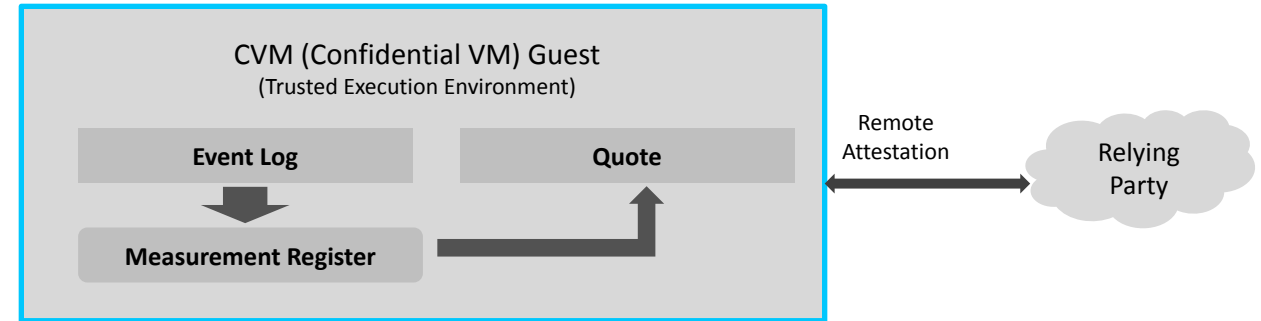 CVM (Confidential VM) Guest
(Trusted Execution Environment)
Event Log
Quote
Measurement Register
Remote
Attestation
Relying
Party